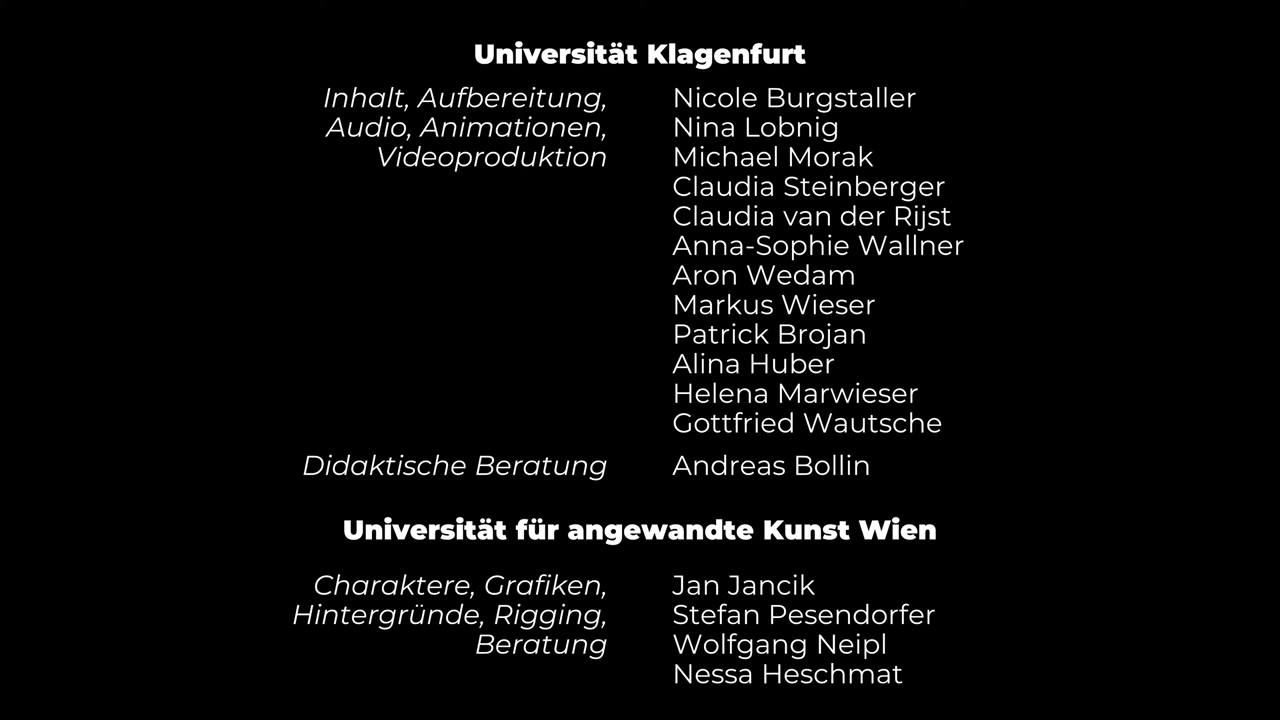 Universität Klagenfurt
Inhalt, Aufbereitung, Nicole Burgstaller
Audio, Animationen, Nina Lobnig
Videoproduktion Michael Morak
Claudia Steinberger
Claudia van der Rijst
Anna-Sophie Wallner
Aron Wedam
Markus Wieser
Patrick Brojan
Alina Huber
Helena Marwieser
Gottfried Wautsche
Didaktische Beratung Andreas Bollin
Universität für angewandte Kunst Wien
Charaktere, Grafiken, Jan Jancik
Hintergründe, Rigging, Stefan Pesendorfer
Beratung Wolfgang Neipl
Nessa Heschmat